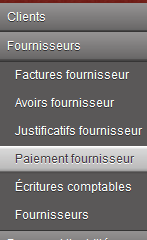 Clients
Fournisseurs
Factures fournisseur
Avoirs fournisseur
Justificatifs fournisseur
Paiement fournisseur
Écritures comptables
Fournisseurs